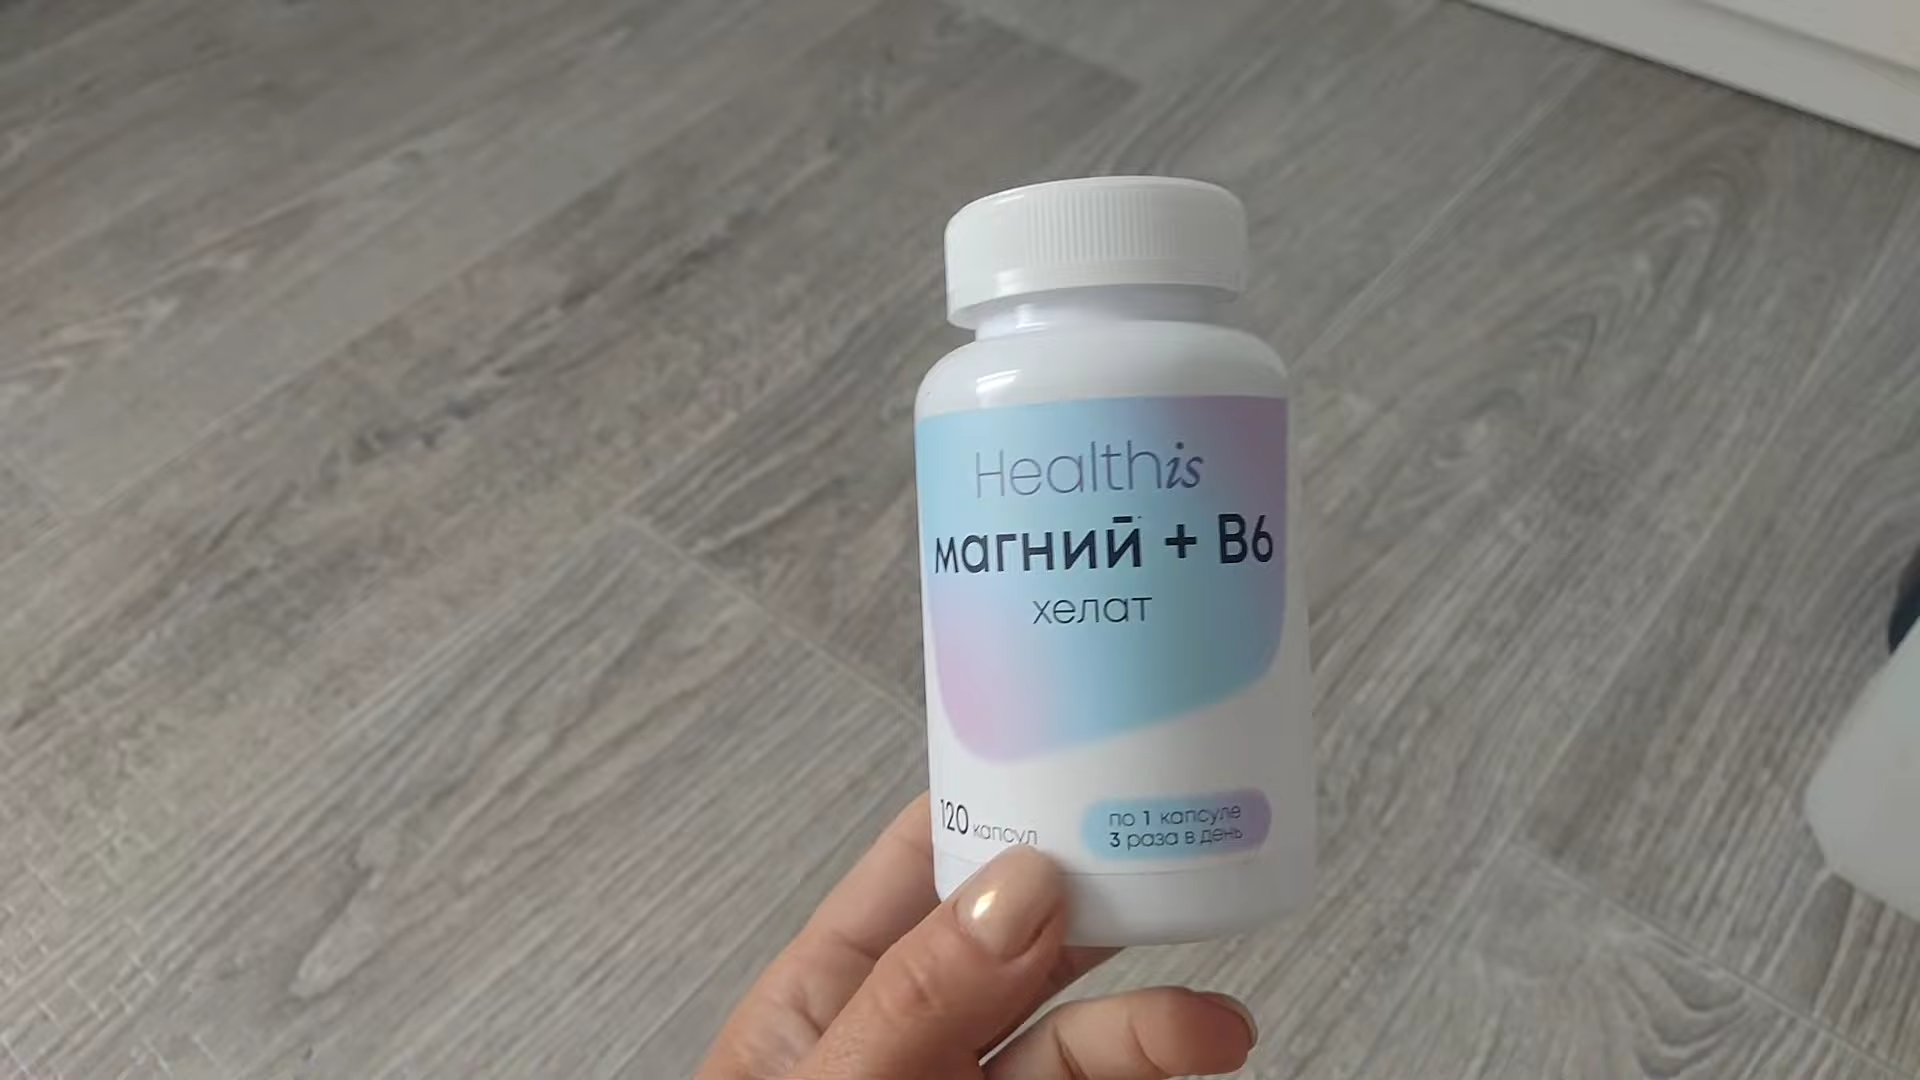 Healthis
магний + B6
хелат
120 капсул
по 1 капсуле
3 раза в день